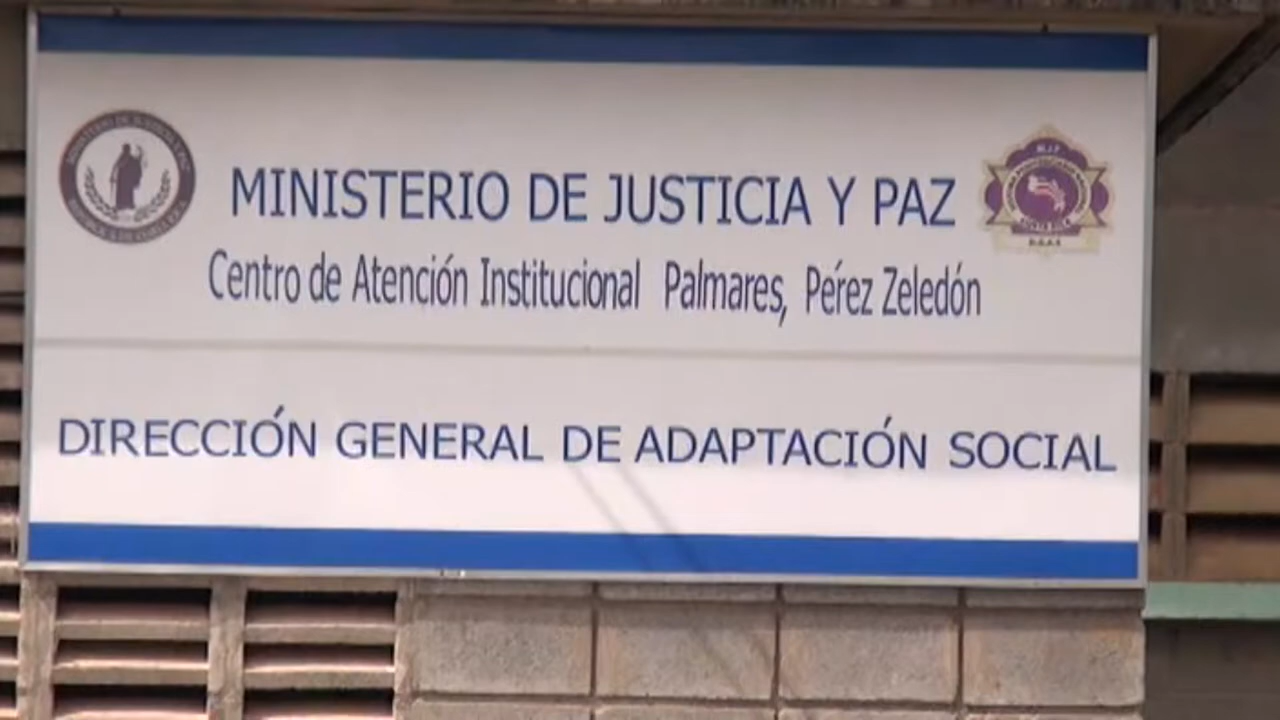 MINISTERIO DE JUSTICIA Y PAZ
Centro de Atención Institucional Palmares, Pérez Zeledón
DIRECCIÓN GENERAL DE ADAPTACIÓN SOCIAL